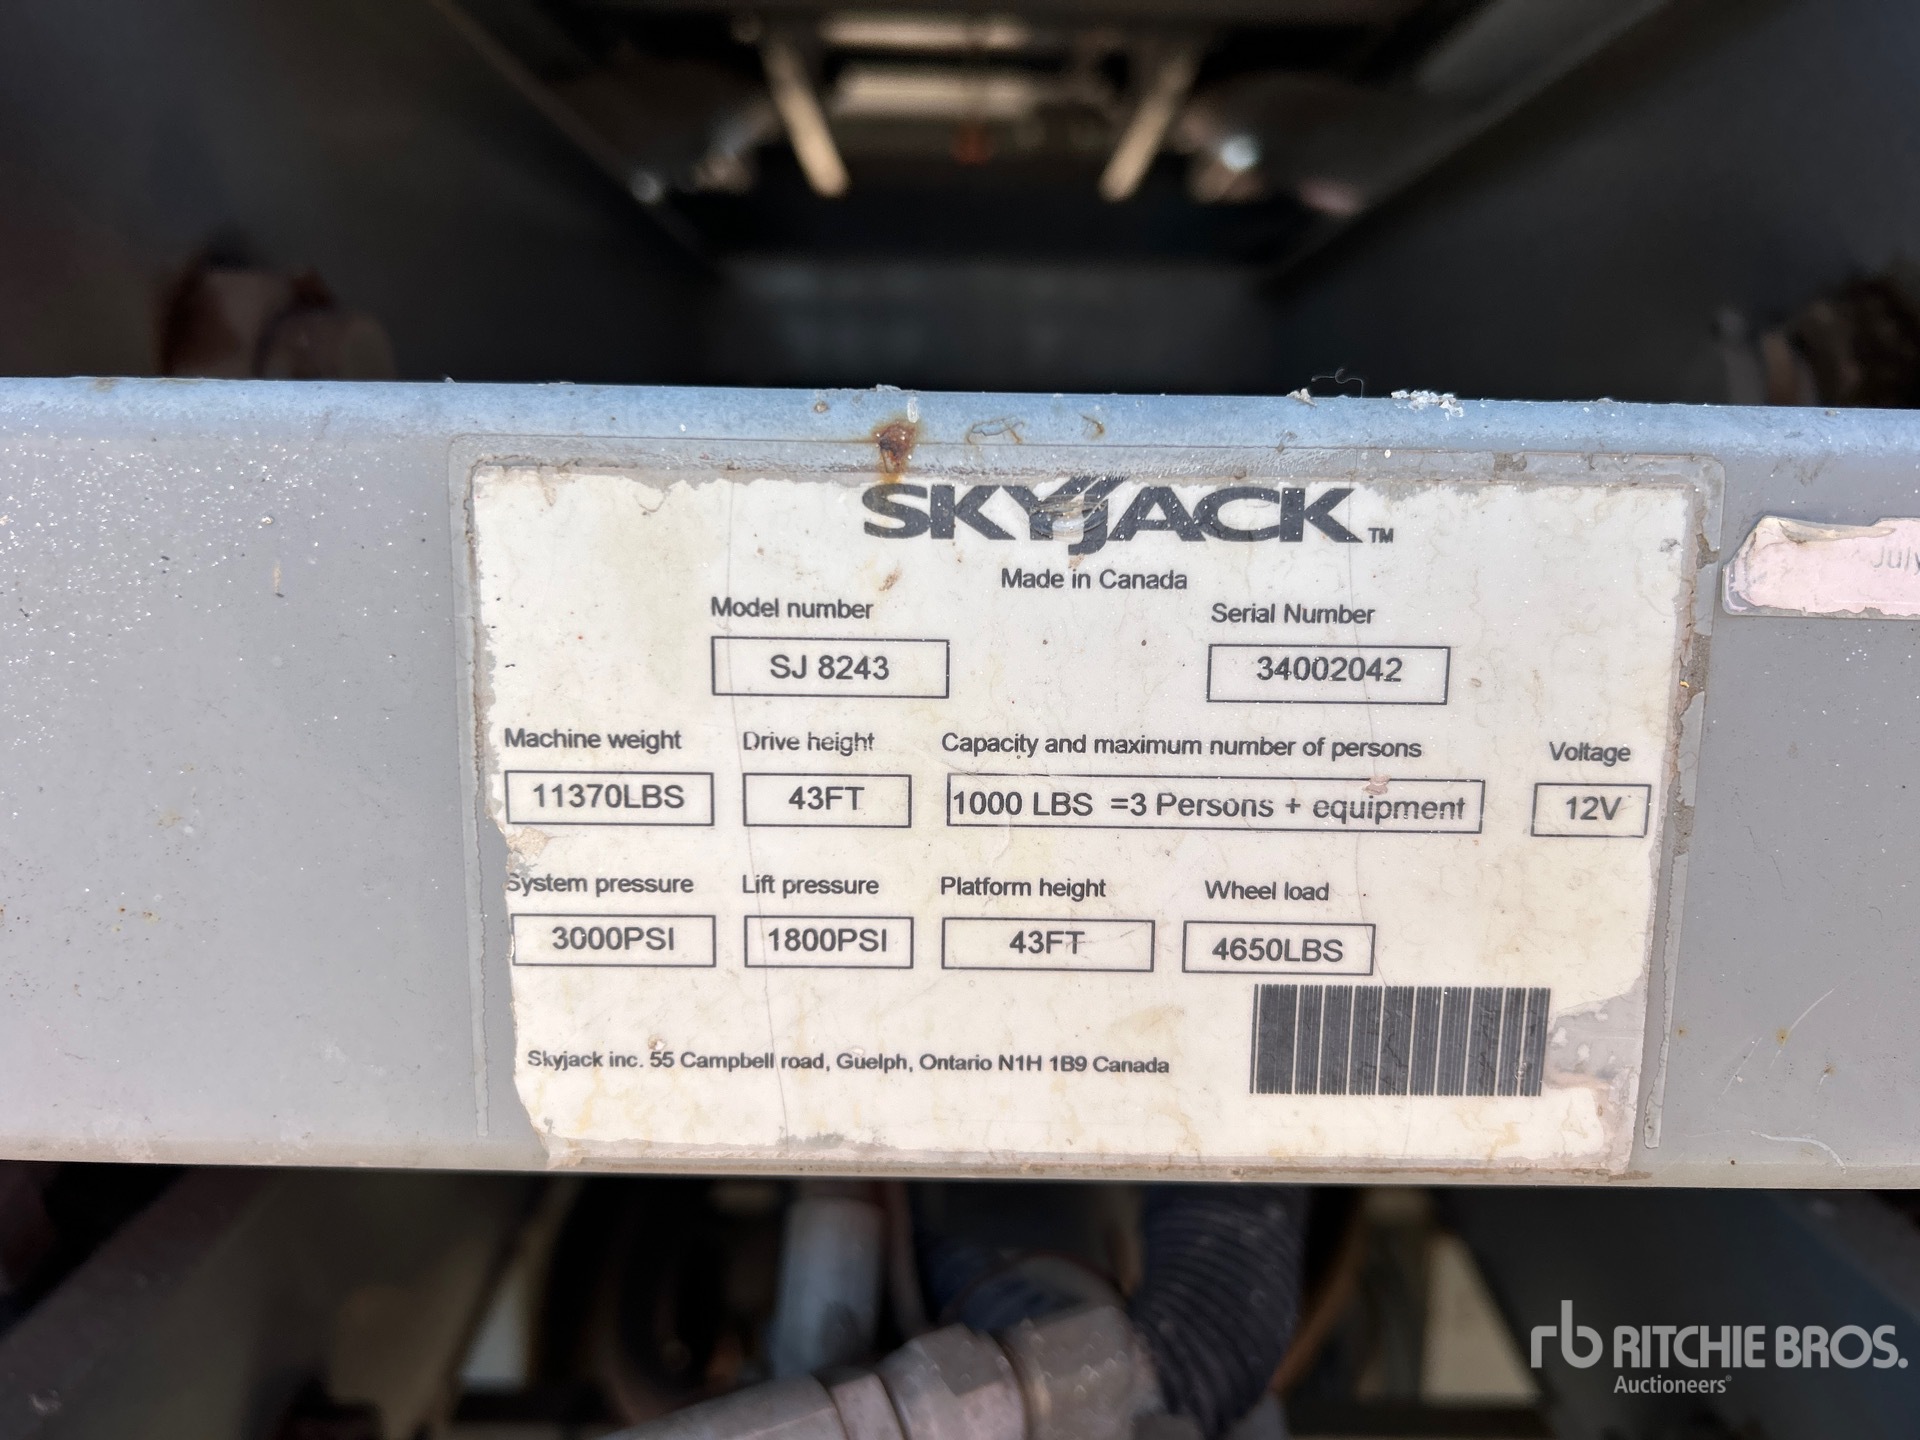 SKYJACK™
Made in Canada
Model number Serial Number
SJ 8243 34002042
Machine weight Drive height Capacity and maximum number of persons Voltage
11370LBS 43FT 1000 LBS =3 Persons + equipment 12V
System pressure Lift pressure Platform height Wheel load
3000PSI 1800PSI 43FT 4650LBS
Skyjack inc. 55 Campbell road, Guelph, Ontario N1H 1B9 Canada
July
rb RITCHIE BROS.
Auctioneers®